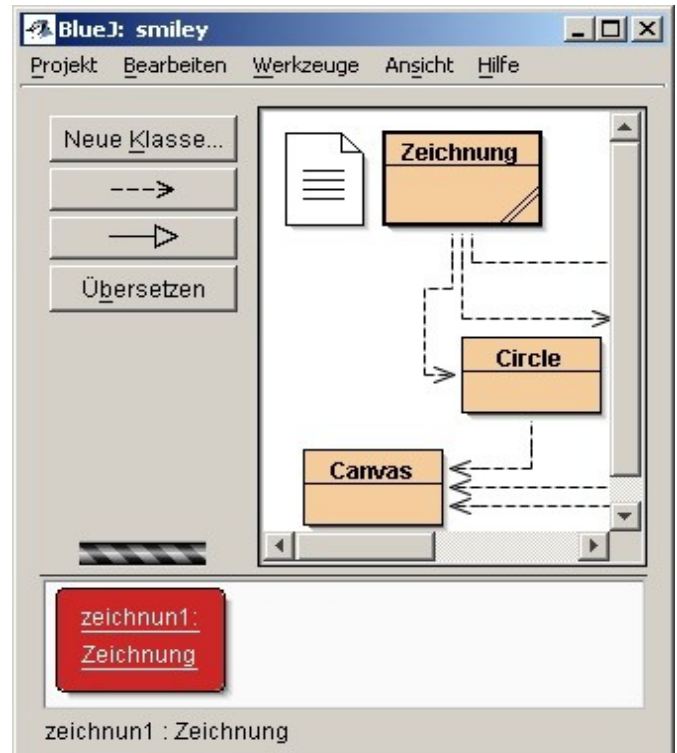 BlueJ: smiley
Projekt Bearbeiten Werkzeuge Ansicht Hilfe
Neue Klasse...
Übersetzen
Zeichnung
Circle
Canvas
zeichnun1:
Zeichnung
zeichnun1 : Zeichnung